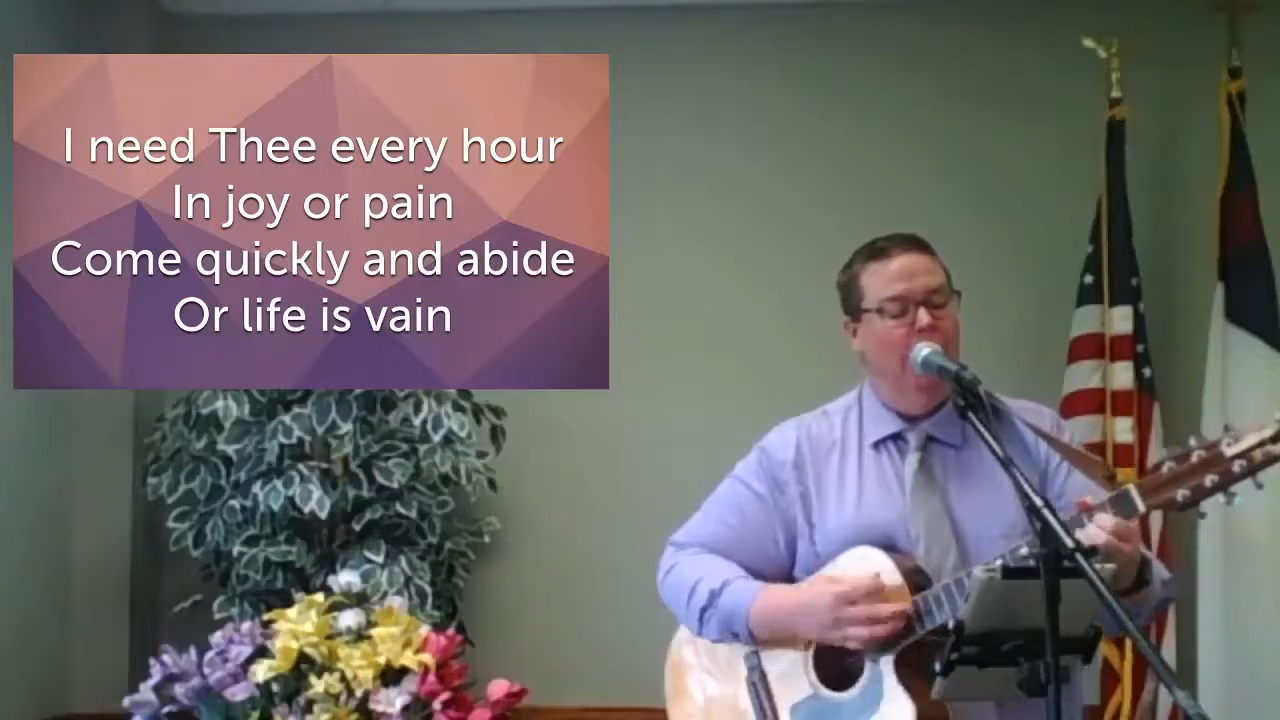 I need Thee every hour
In joy or pain
Come quickly and abide
Or life is vain